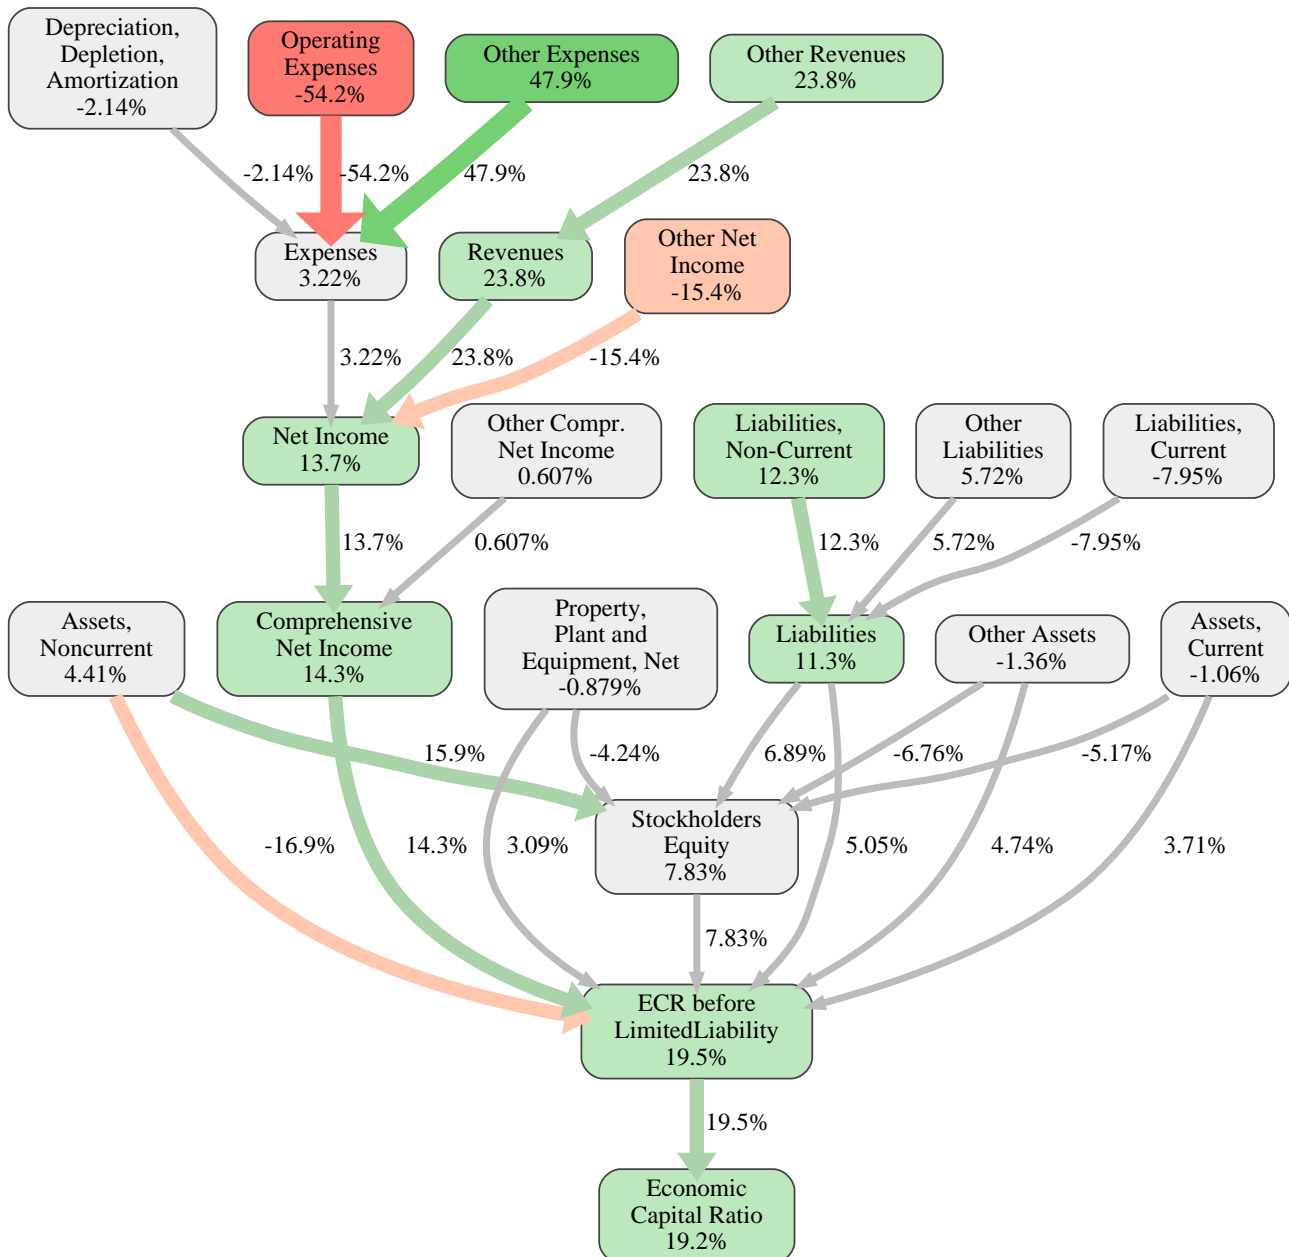 Depreciation,
Depletion,
Amortization
-2.14%
Operating
Expenses
-54.2%
Other Expenses
47.9%
Other Revenues
23.8%
-2.14%
-54.2%
47.9%
23.8%
Expenses
3.22%
Revenues
23.8%
Other Net
Income
-15.4%
3.22%
23.8%
-15.4%
Net Income
13.7%
Other Compr.
Net Income
0.607%
Liabilities,
Non-Current
12.3%
Other
Liabilities
5.72%
Liabilities,
Current
-7.95%
13.7%
0.607%
12.3%
5.72%
-7.95%
Assets,
Noncurrent
4.41%
Comprehensive
Net Income
14.3%
Property,
Plant and
Equipment, Net
-0.879%
Liabilities
11.3%
Other Assets
-1.36%
Assets,
Current
-1.06%
15.9%
-4.24%
6.89%
-6.76%
-5.17%
Stockholders
Equity
7.83%
-16.9%
14.3%
3.09%
5.05%
4.74%
3.71%
7.83%
ECR before
LimitedLiability
19.5%
19.5%
Economic
Capital Ratio
19.2%